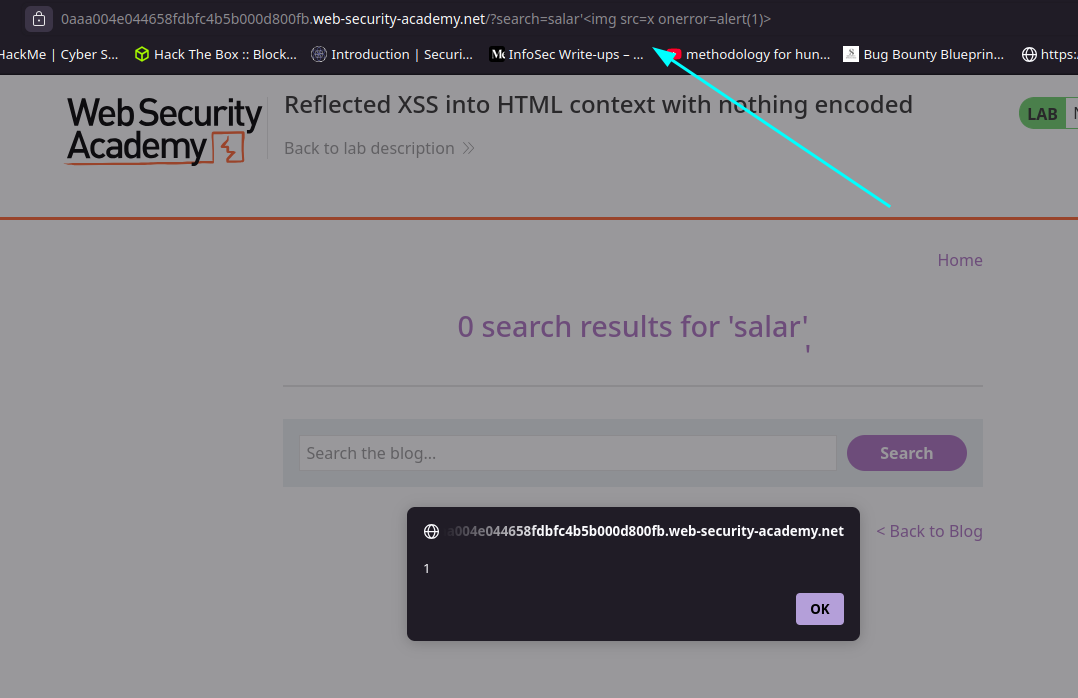 0aaa004e044658fdbfc4b5b000d800fb.web-security-academy.net/?search=salar'<img src=x onerror=alert(1)>
HackMe | Cyber S... Hack The Box :: Block... Introduction | Securi... InfoSec Write-ups – ... methodology for hun... Bug Bounty Blueprin... https:
Web Security
Academy
Reflected XSS into HTML context with nothing encoded
Back to lab description >>
LAB N
Home
0 search results for 'salar'
'
Search the blog...
Search
a004e044658fdbfc4b5b000d800fb.web-security-academy.net
1
OK
< Back to Blog